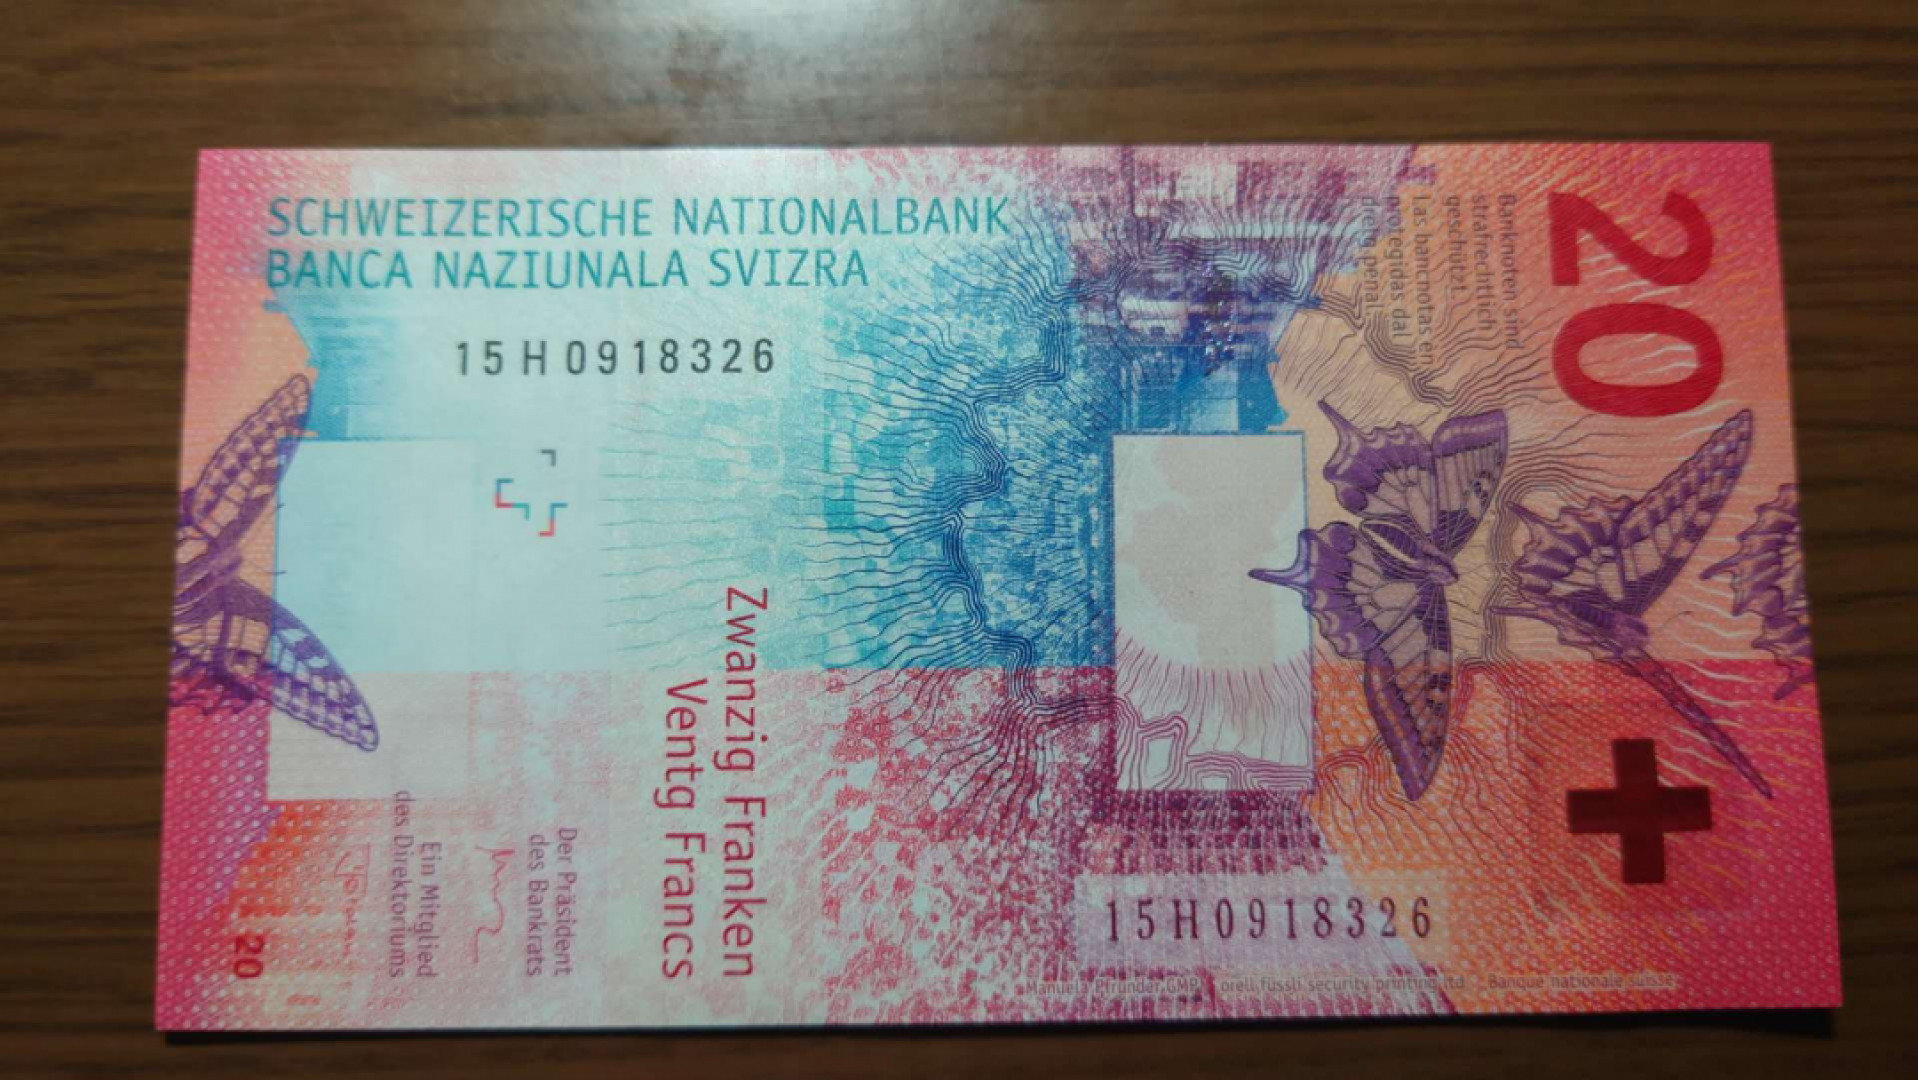 SCHWEIZERISCHE NATIONALBANK
BANCA NAZIUNALA SVIZRA
15H0918326
20
Banknoten sind
strafrechtlich
geschützt.
Las bancnotas èn
protegidas dal
dretg penal.
Zwanzig Franken
Ventg Francs
Der Präsident
des Bankrats
Ein Mitglied
des Direktoriums
20
15H0918326
Manuela Pfrunder GMP orell füssli security printing ltd Banque nationale suisse